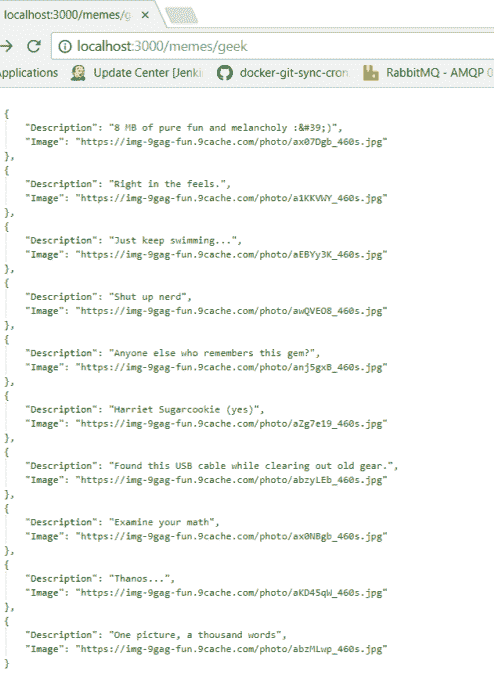 localhost:3000/memes/g
localhost:3000/memes/geek
Applications Update Center [Jenki docker-git-sync-cron RabbitMQ - AMQP 0
{
"Description": "8 MB of pure fun and melancholy :&#39;)",
"Image": "https://img-9gag-fun.9cache.com/photo/ax07Dgb_460s.jpg"
},
{
"Description": "Right in the feels.",
"Image": "https://img-9gag-fun.9cache.com/photo/a1KKVWY_460s.jpg"
},
{
"Description": "Just keep swimming...",
"Image": "https://img-9gag-fun.9cache.com/photo/aEBYy3K_460s.jpg"
},
{
"Description": "Shut up nerd",
"Image": "https://img-9gag-fun.9cache.com/photo/awQVEO8_460s.jpg"
},
{
"Description": "Anyone else who remembers this gem?",
"Image": "https://img-9gag-fun.9cache.com/photo/anj5gxB_460s.jpg"
},
{
"Description": "Harriet Sugarcookie (yes)",
"Image": "https://img-9gag-fun.9cache.com/photo/aZg7e19_460s.jpg"
},
{
"Description": "Found this USB cable while clearing out old gear.",
"Image": "https://img-9gag-fun.9cache.com/photo/abzyLEb_460s.jpg"
},
{
"Description": "Examine your math",
"Image": "https://img-9gag-fun.9cache.com/photo/ax0NBgb_460s.jpg"
},
{
"Description": "Thanos...",
"Image": "https://img-9gag-fun.9cache.com/photo/aKD45qW_460s.jpg"
},
{
"Description": "One picture, a thousand words",
"Image": "https://img-9gag-fun.9cache.com/photo/abzMLwp_460s.jpg"
}